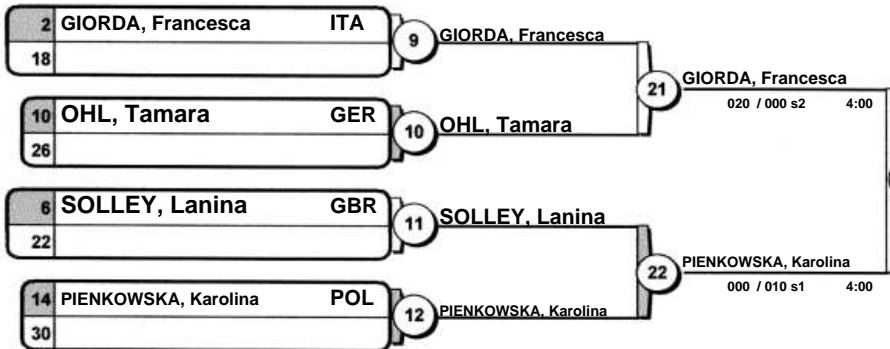 2 GIORDA, Francesca ITA
18
9 GIORDA, Francesca
10 OHL, Tamara GER
26
10 OHL, Tamara
21 GIORDA, Francesca
020 / 000 s2 4:00
6 SOLLEY, Lanina GBR
22
11 SOLLEY, Lanina
14 PIENKOWSKA, Karolina POL
30
12 PIENKOWSKA, Karolina
22 PIENKOWSKA, Karolina
000 / 010 s1 4:00